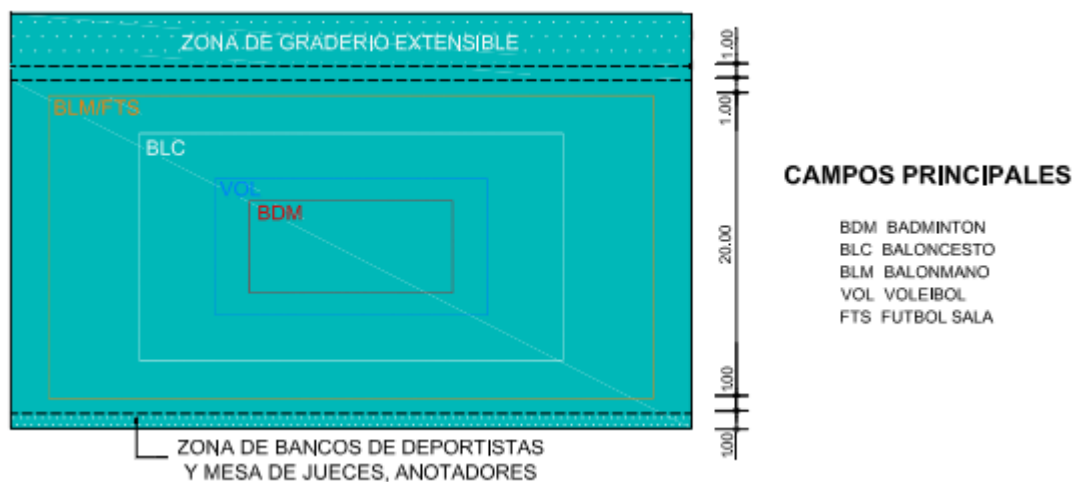 ZONA DE GRADERIO EXTENSIBLE
BLM/FTS
BLC
VOL
BDM
ZONA DE BANCOS DE DEPORTISTAS
Y MESA DE JUECES, ANOTADORES
1.00
1.00
20.00
1.00
1.00
CAMPOS PRINCIPALES
BDM BADMINTON
BLC BALONCESTO
BLM BALONMANO
VOL VOLEIBOL
FTS FUTBOL SALA